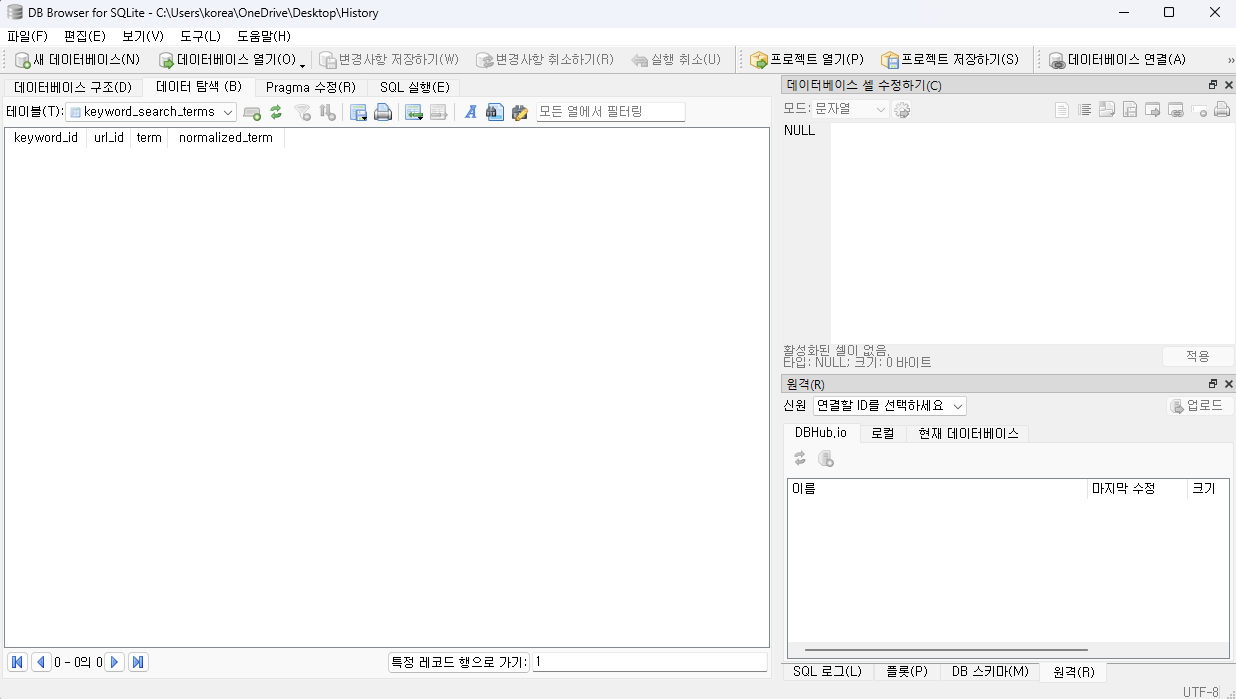 DB Browser for SQLite - C:\Users\korea\OneDrive\Desktop\History
파일(F) 편집(E) 보기(V) 도구(L) 도움말(H)
새 데이터베이스(N) 데이터베이스 열기(O) 변경사항 저장하기(W) 변경사항 취소하기(R) 실행 취소(U) 프로젝트 열기(P) 프로젝트 저장하기(S) 데이터베이스 연결(A) »
데이터베이스 구조(D) 데이터 탐색 (B) Pragma 수정(R) SQL 실행(E)
테이블(T): keyword_search_terms 모든 열에서 필터링
keyword_id url_id term normalized_term
0 - 0의 0 특정 레코드 행으로 가기: 1
데이터베이스 셀 수정하기(C)
모드: 문자열
NULL
활성화된 셀이 없음.
타입: NULL; 크기: 0 바이트
적용
원격(R)
신원 연결할 ID를 선택하세요 업로드
DBHub.io 로컬 현재 데이터베이스
이름 마지막 수정 크기
SQL 로그(L) 플롯(P) DB 스키마(M) 원격(R)
UTF-8